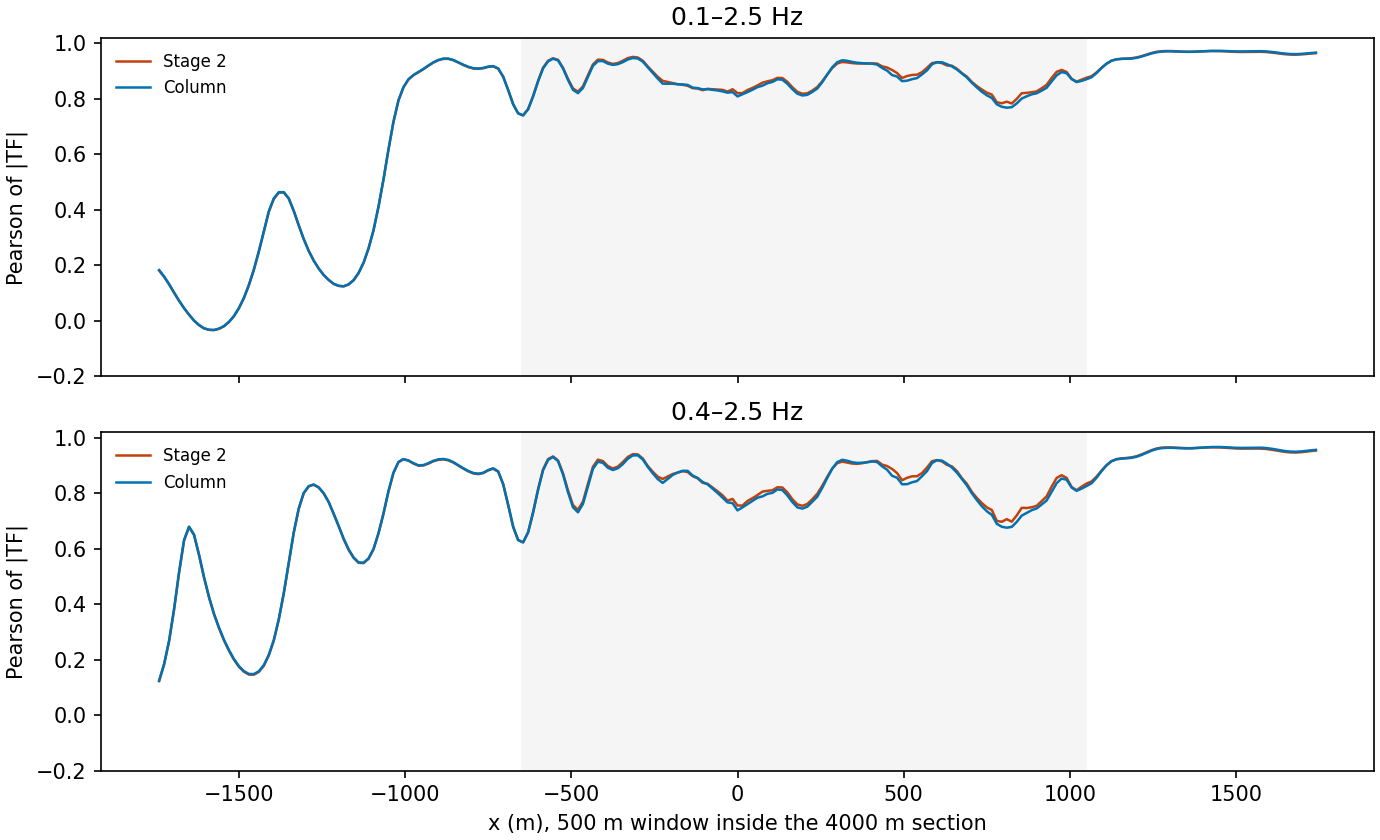 0.1–2.5 Hz
1.0
0.8
0.6
0.4
0.2
0.0
−0.2
Pearson of |TF|
Stage 2
Column
0.4–2.5 Hz
1.0
0.8
0.6
0.4
0.2
0.0
−0.2
Pearson of |TF|
Stage 2
Column
−1500 −1000 −500 0 500 1000 1500
x (m), 500 m window inside the 4000 m section